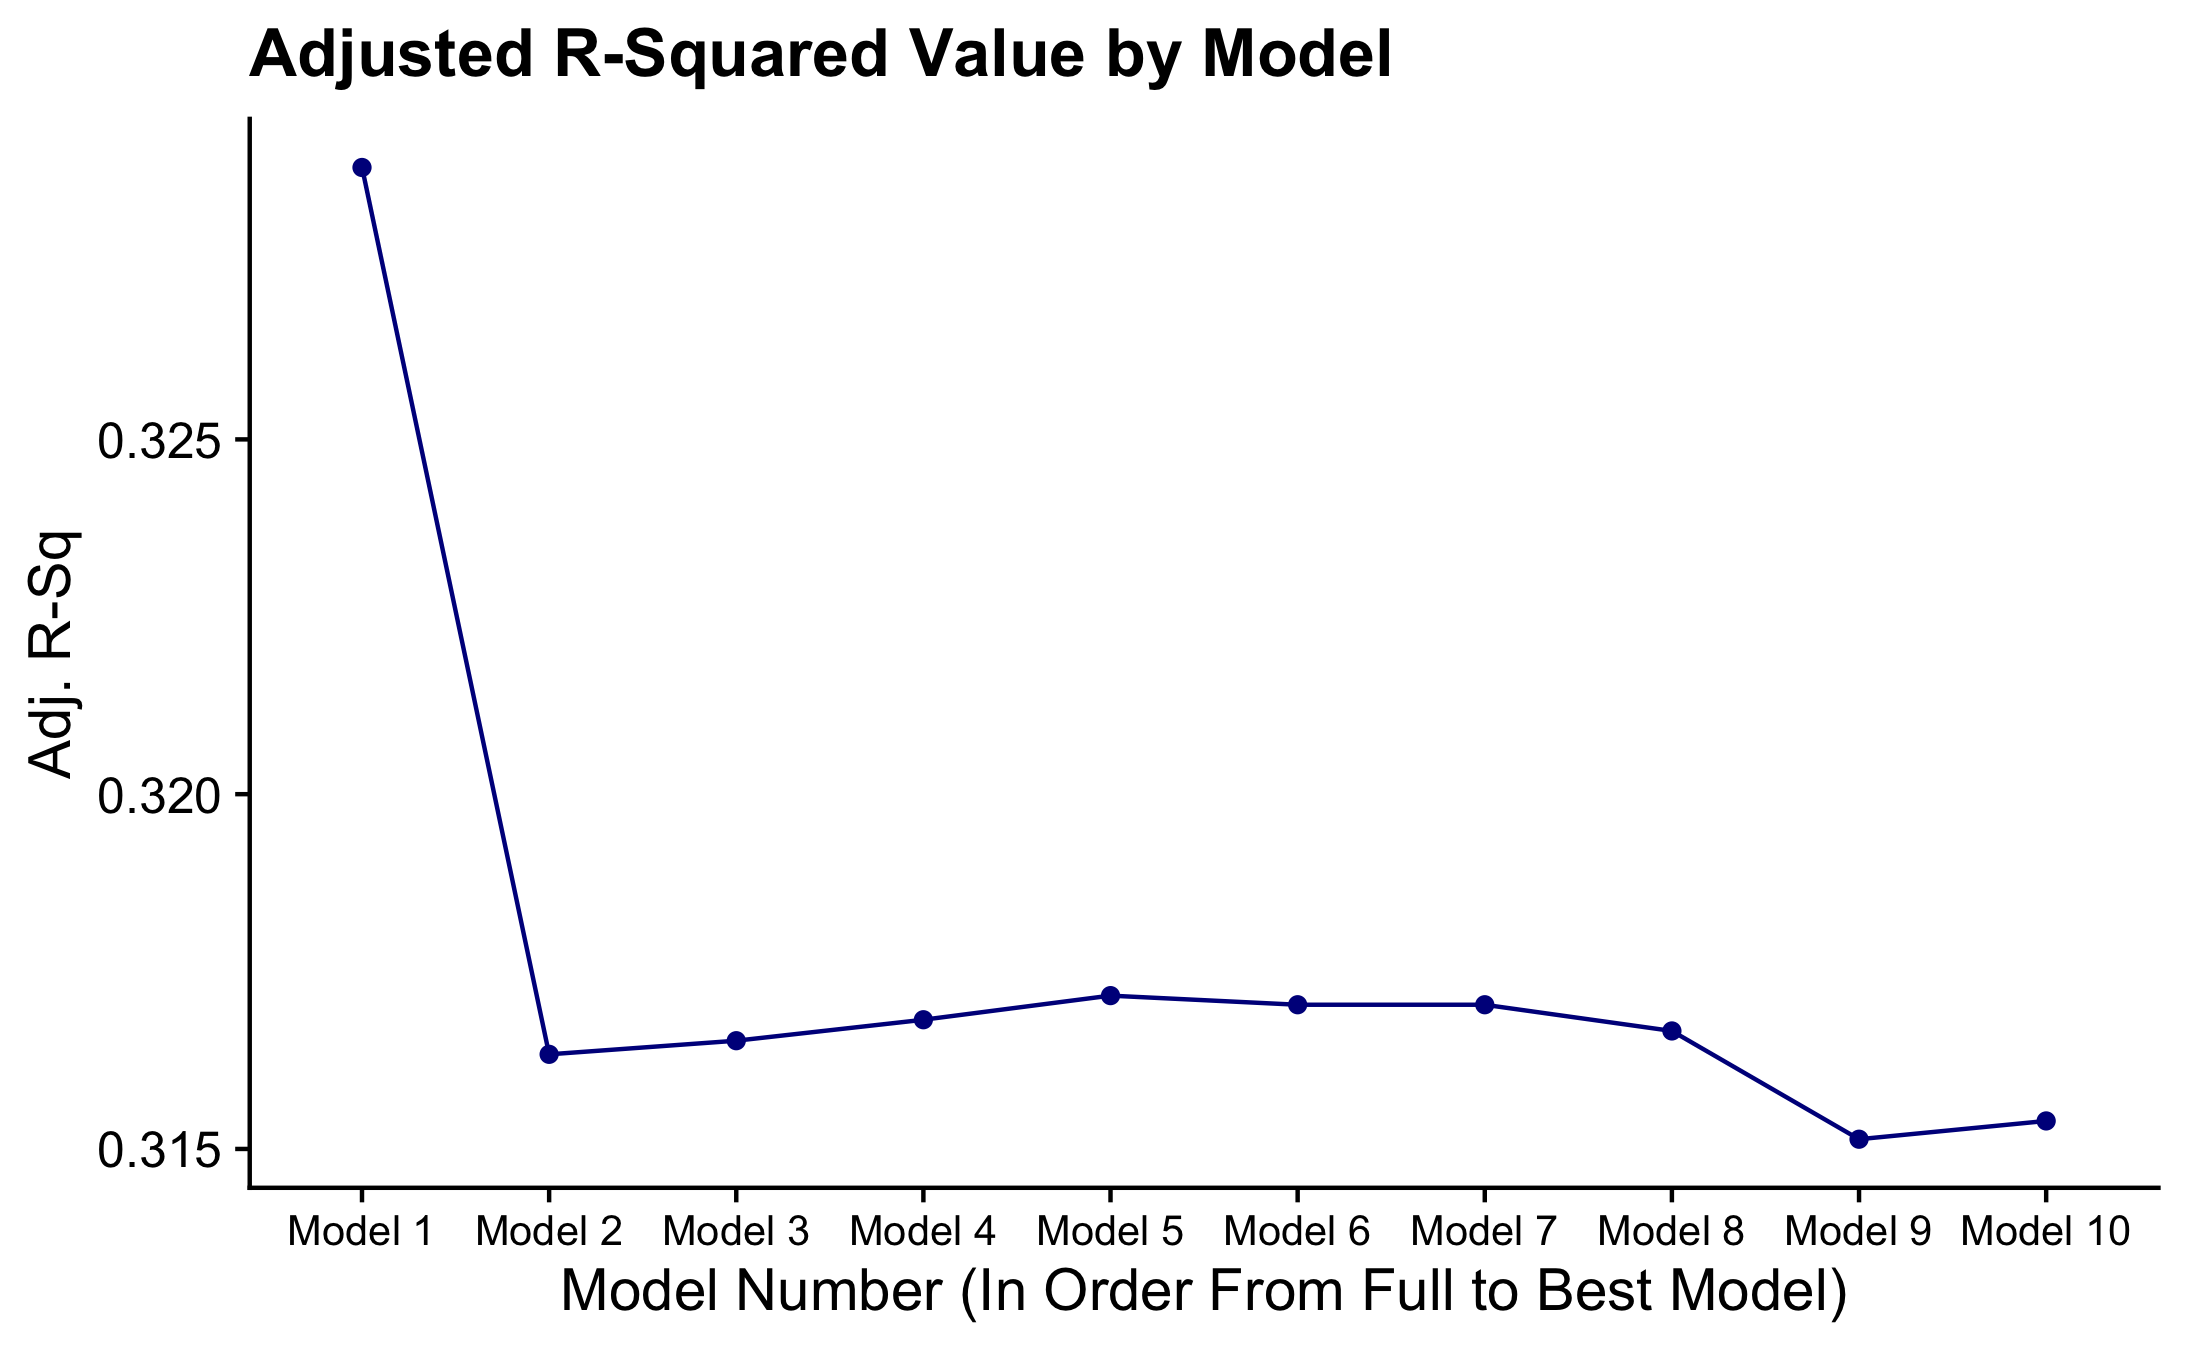 Adjusted R-Squared Value by Model
Adj. R-Sq
0.325
0.320
0.315
Model 1 Model 2 Model 3 Model 4 Model 5 Model 6 Model 7 Model 8 Model 9 Model 10
Model Number (In Order From Full to Best Model)